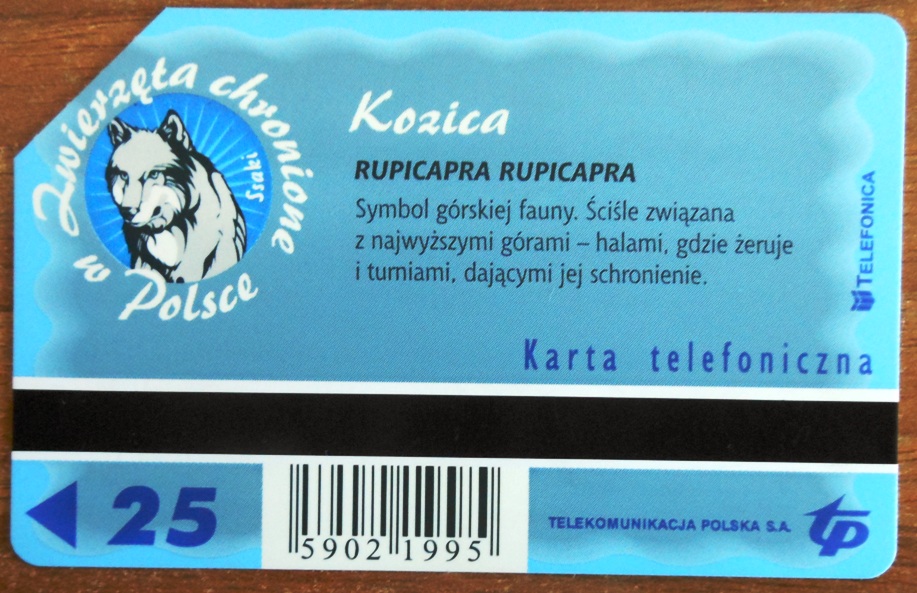 Zwierzęta chronione
w Polsce
Ssaki
Kozica
RUPICAPRA RUPICAPRA
Symbol górskiej fauny. Ściśle związana
z najwyższymi górami – halami, gdzie żeruje
i turniami, dającymi jej schronienie.
TELEFONICA
Karta telefoniczna
25
5902 1995
TELEKOMUNIKACJA POLSKA S.A.
tp